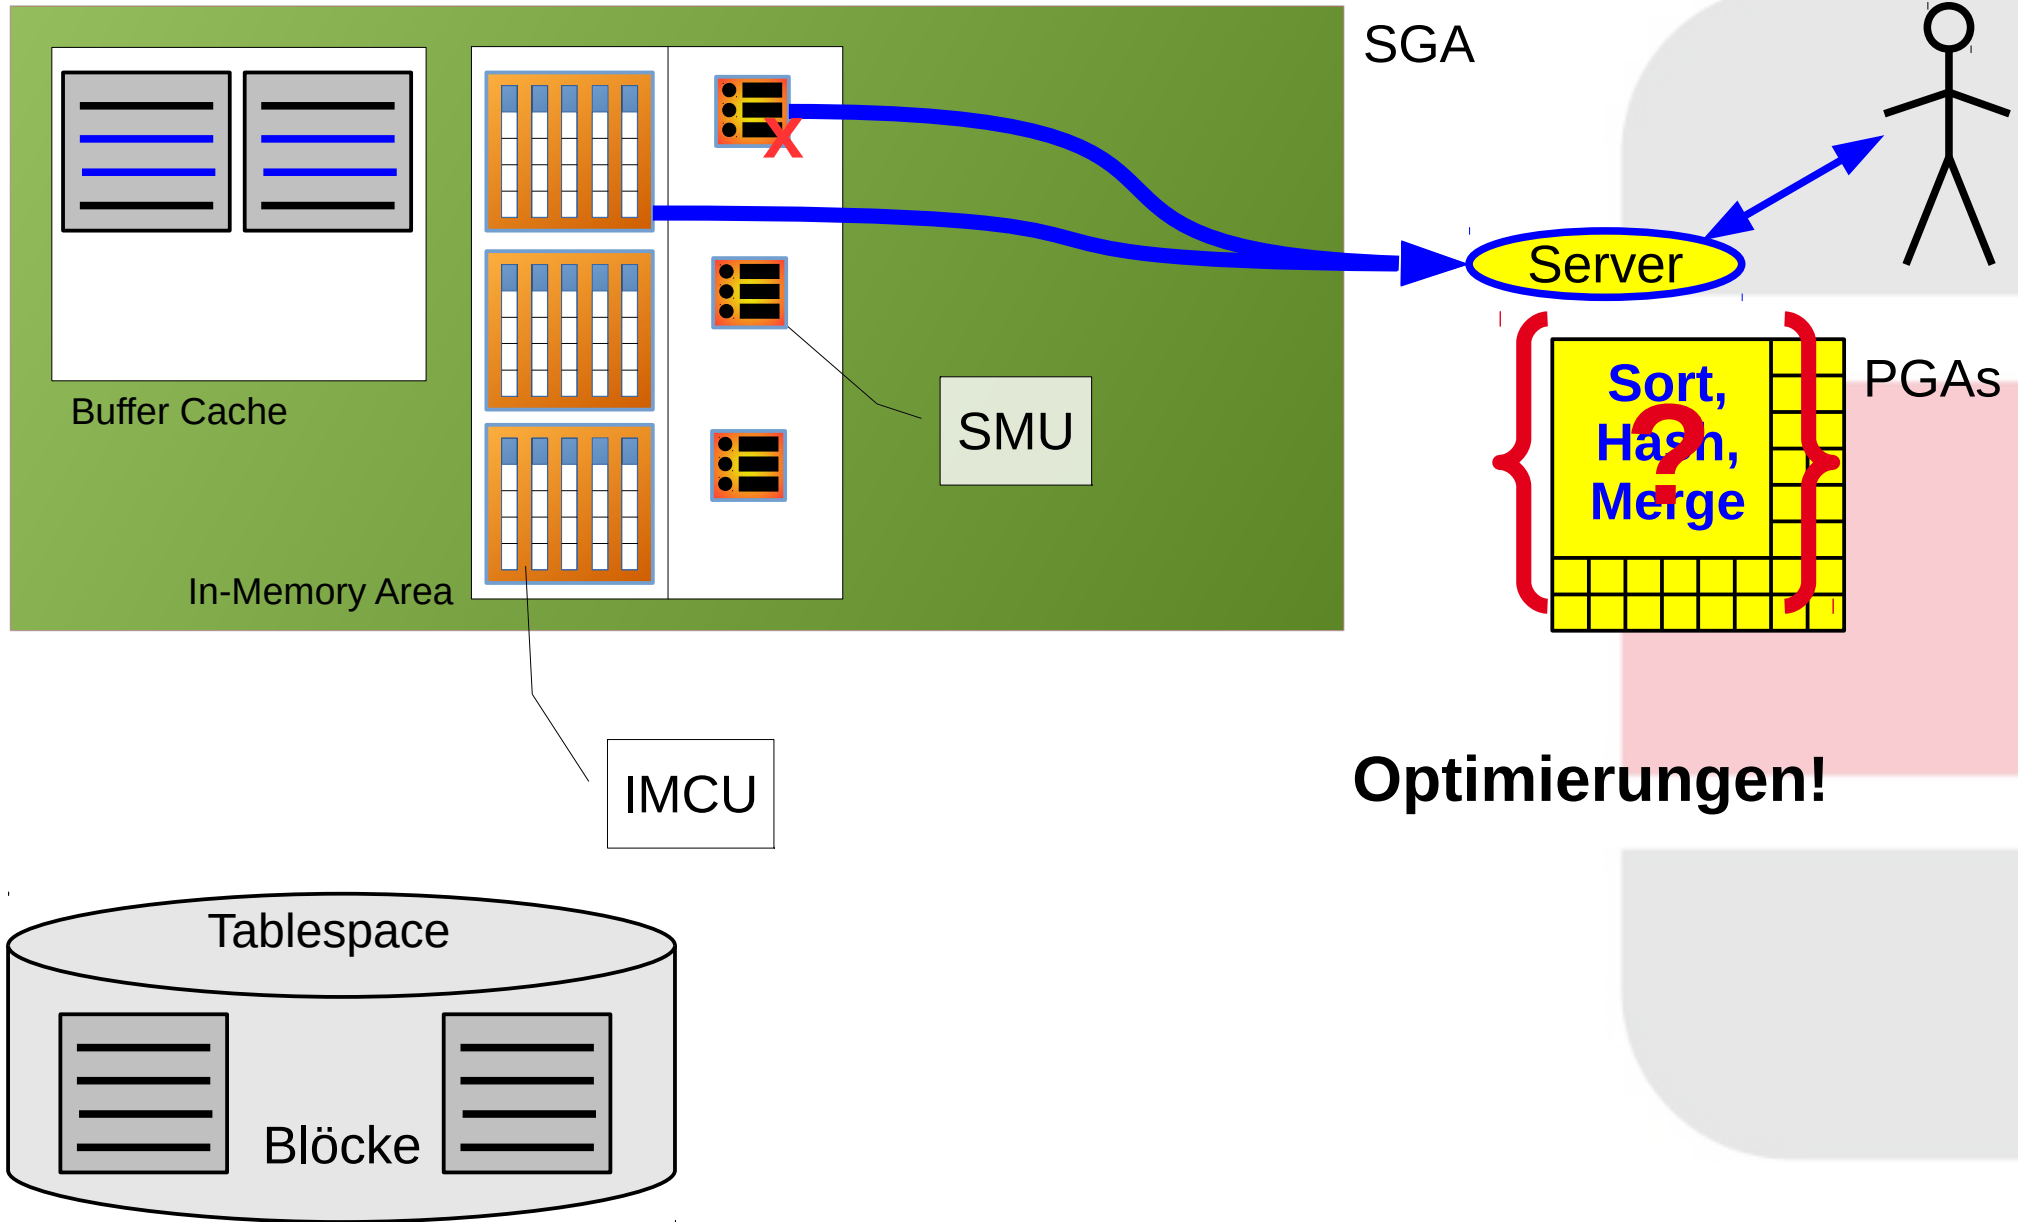 SGA
X
Server
Buffer Cache
SMU
Sort,
Hash,
Merge
?
PGAs
In-Memory Area
IMCU
Optimierungen!
Tablespace
Blöcke